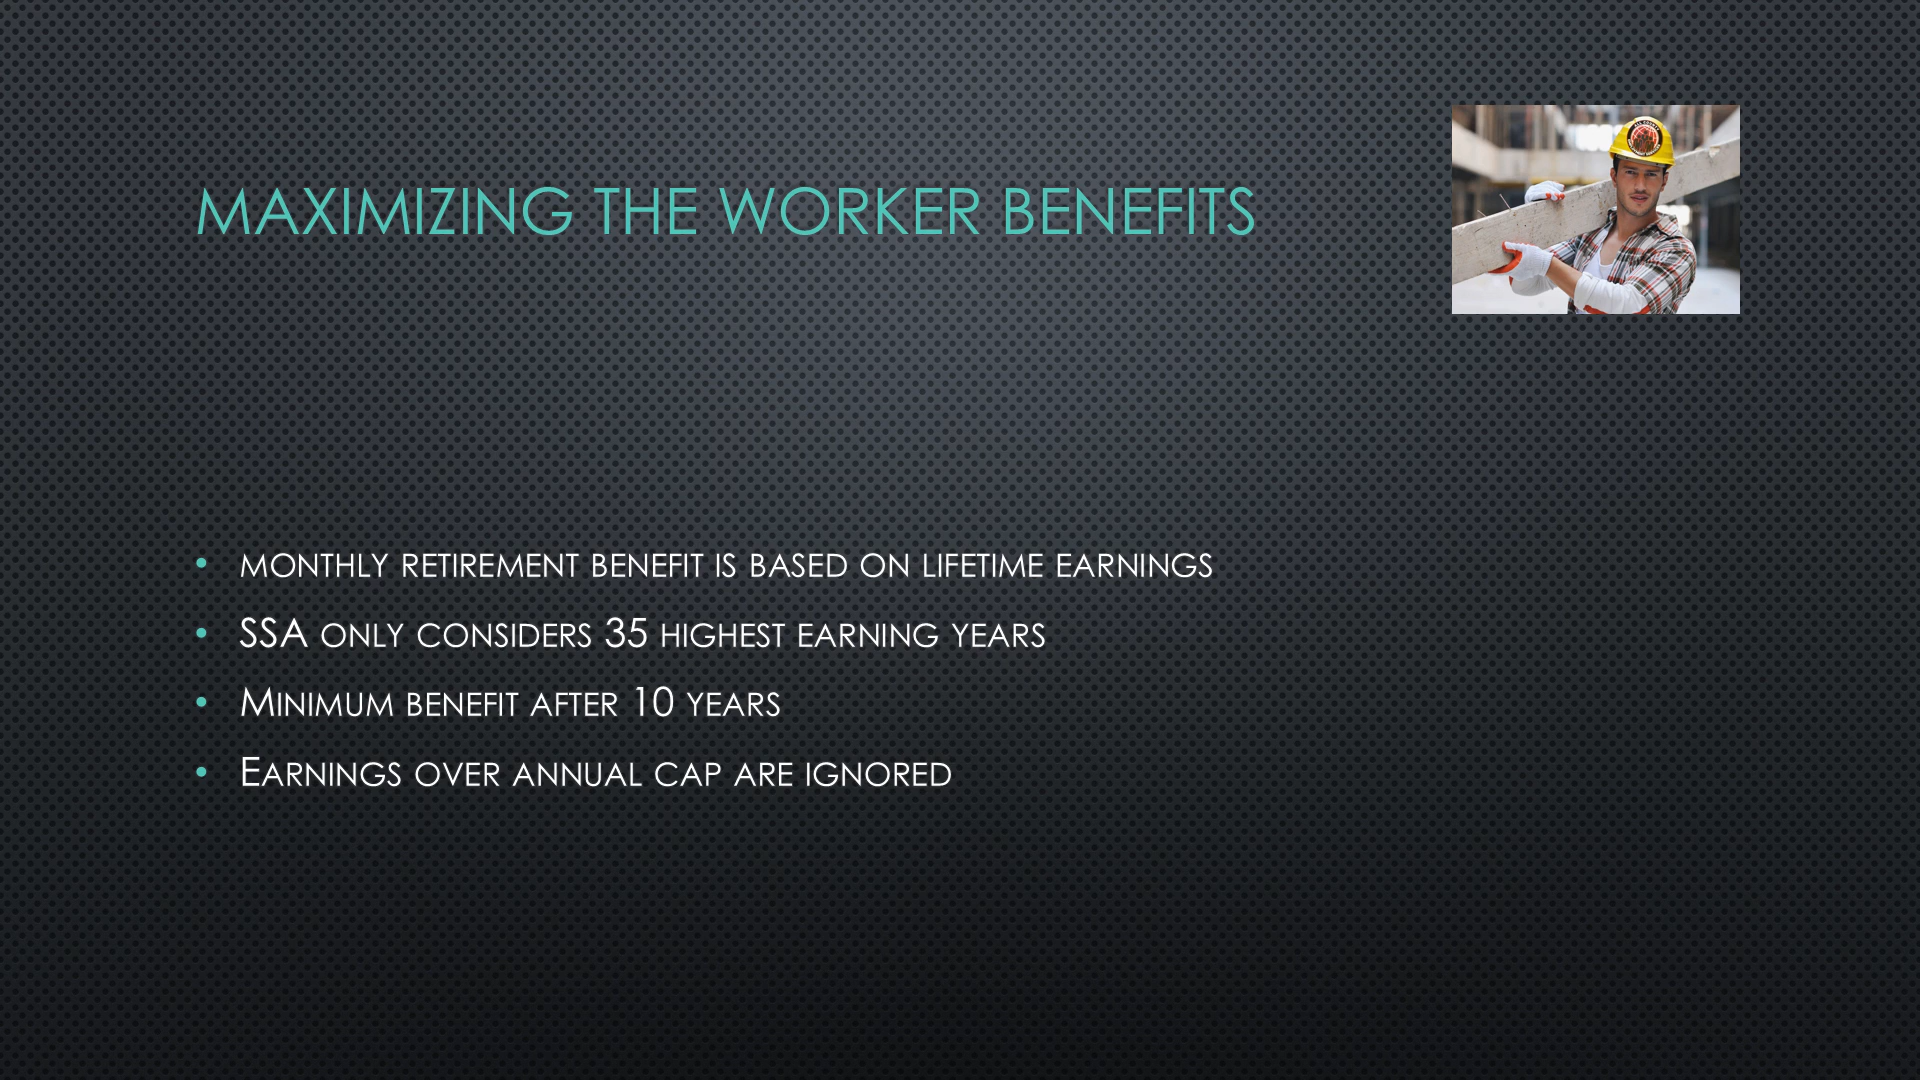 MAXIMIZING THE WORKER BENEFITS
• MONTHLY RETIREMENT BENEFIT IS BASED ON LIFETIME EARNINGS
• SSA ONLY CONSIDERS 35 HIGHEST EARNING YEARS
• MINIMUM BENEFIT AFTER 10 YEARS
• EARNINGS OVER ANNUAL CAP ARE IGNORED